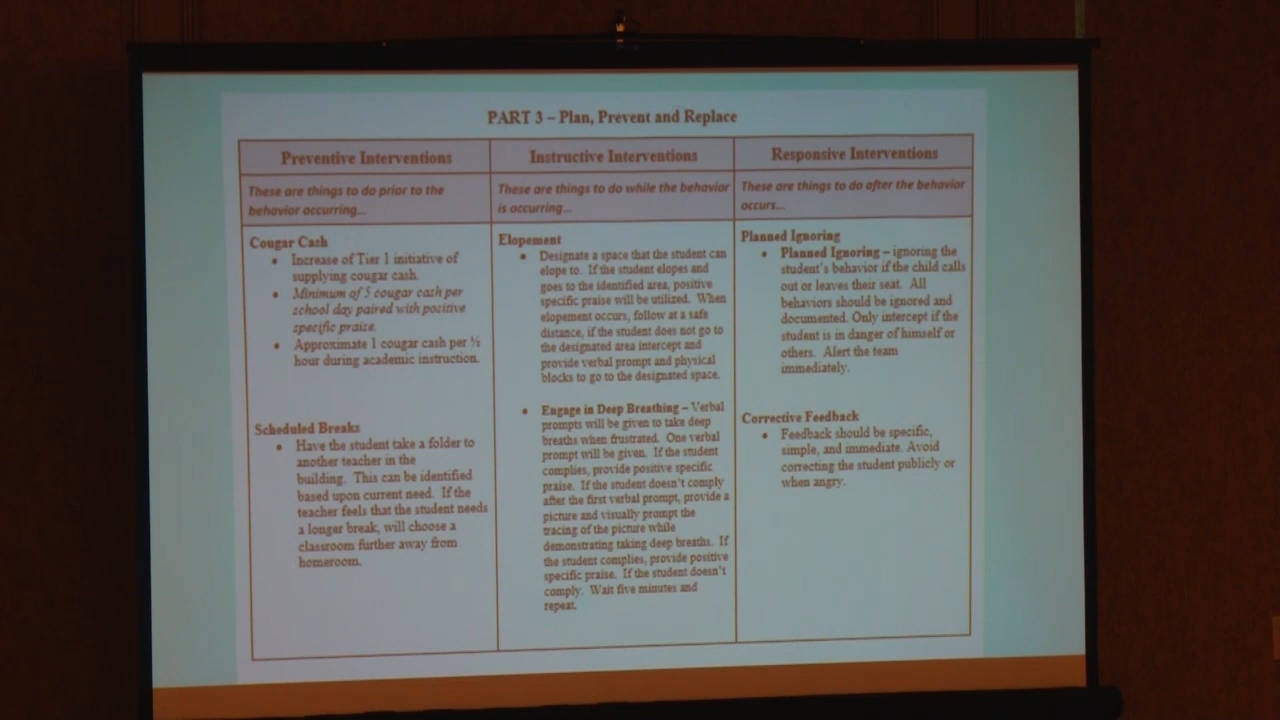 PART 3 – Plan, Prevent and Replace
Preventive Interventions
These are things to do prior to the
behavior occurring...
Cougar Cash
• Increase of Tier 1 initiative of
supplying cougar cash.
• Minimum of 5 cougar cash per
school day paired with positive
specific praise.
• Approximate 1 cougar cash per ½
hour during academic instruction.
Scheduled Breaks
• Have the student take a folder to
another teacher in the
building. This can be identified
based upon current need. If the
teacher feels that the student needs
a longer break, will choose a
classroom further away from
homeroom.
Instructive Interventions
These are things to do while the behavior
is occurring...
Elopement
• Designate a space that the student can
elope to. If the student elopes and
goes to the identified area, positive
specific praise will be utilized. When
elopement occurs, follow at a safe
distance, if the student does not go to
the designated area intercept and
provide verbal prompt and physical
blocks to go to the designated space.
• Engage in Deep Breathing – Verbal
prompts will be given to take deep
breaths when frustrated. One verbal
prompt will be given. If the student
complies, provide positive specific
praise. If the student doesn't comply
after the first verbal prompt, provide a
picture and visually prompt the
tracing of the picture while
demonstrating taking deep breaths. If
the student complies, provide positive
specific praise. If the student doesn't
comply. Wait five minutes and
repeat.
Responsive Interventions
These are things to do after the behavior
occurs...
Planned Ignoring
• Planned Ignoring – ignoring the
student's behavior if the child calls
out or leaves their seat. All
behaviors should be ignored and
documented. Only intercept if the
student is in danger of himself or
others. Alert the team
immediately.
Corrective Feedback
• Feedback should be specific,
simple, and immediate. Avoid
correcting the student publicly or
when angry.